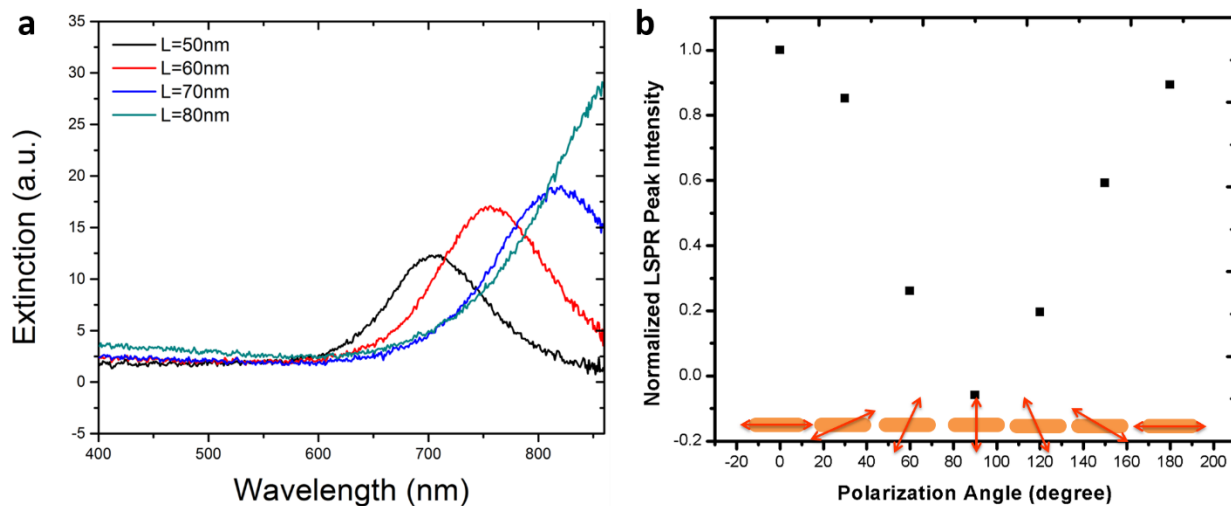 a
35
30
25
20
15
10
5
0
-5
Extinction (a.u.)
L=50nm
L=60nm
L=70nm
L=80nm
400 500 600 700 800
Wavelength (nm)
b
1.0
0.8
0.6
0.4
0.2
0.0
-0.2
Normalized LSPR Peak Intensity
-20 0 20 40 60 80 100 120 140 160 180 200
Polarization Angle (degree)